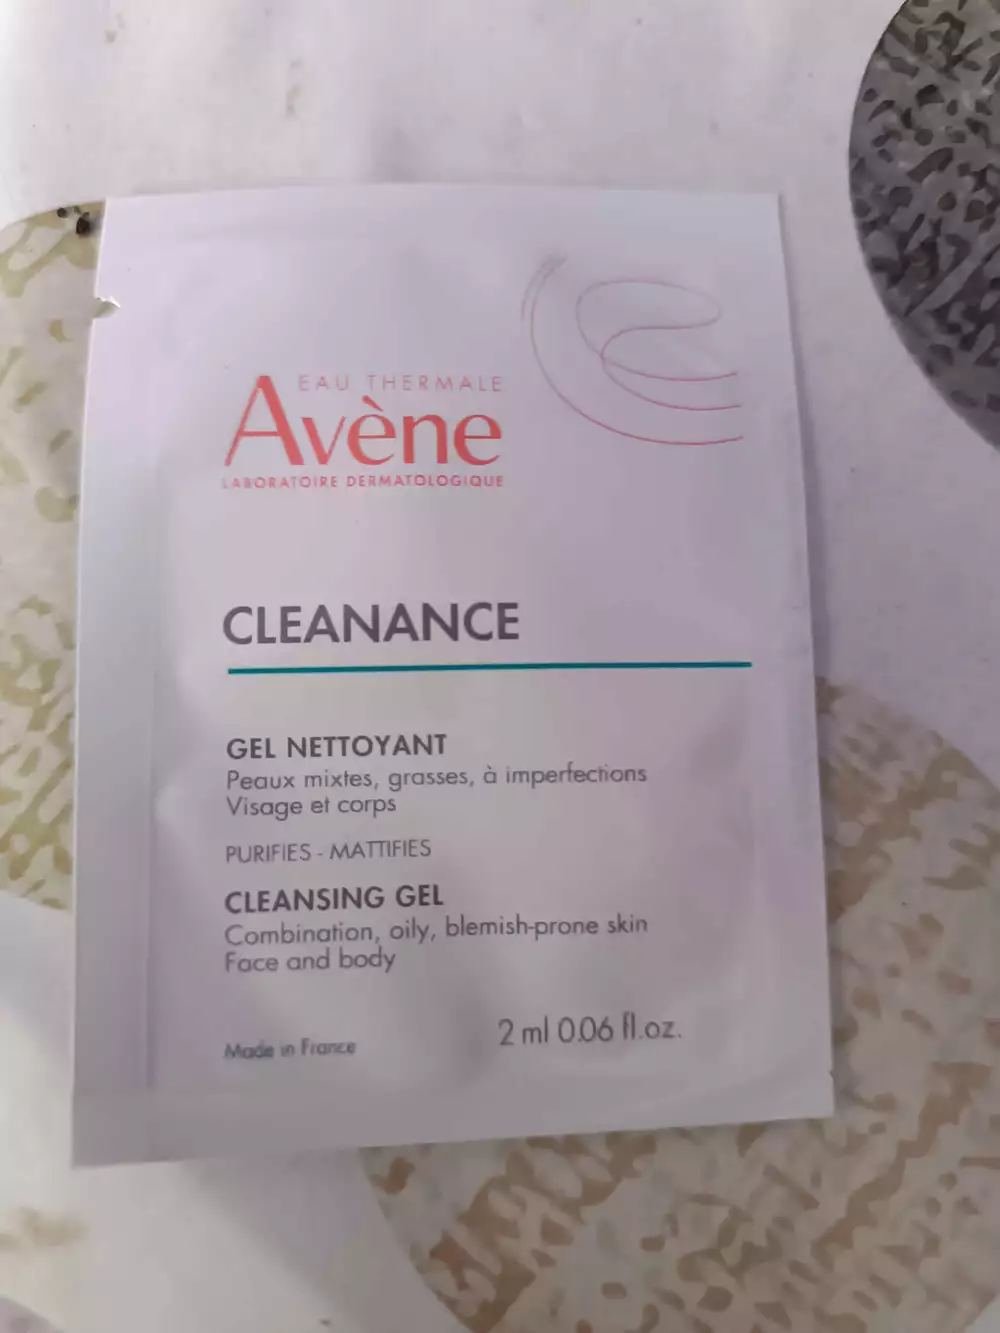 EAU THERMALE
Avène
LABORATOIRE DERMATOLOGIQUE
CLEANANCE
GEL NETTOYANT
Peaux mixtes, grasses, à imperfections
Visage et corps
PURIFIES - MATTIFIES
CLEANSING GEL
Combination, oily, blemish-prone skin
Face and body
Made in France
2 ml 0.06 fl.oz.